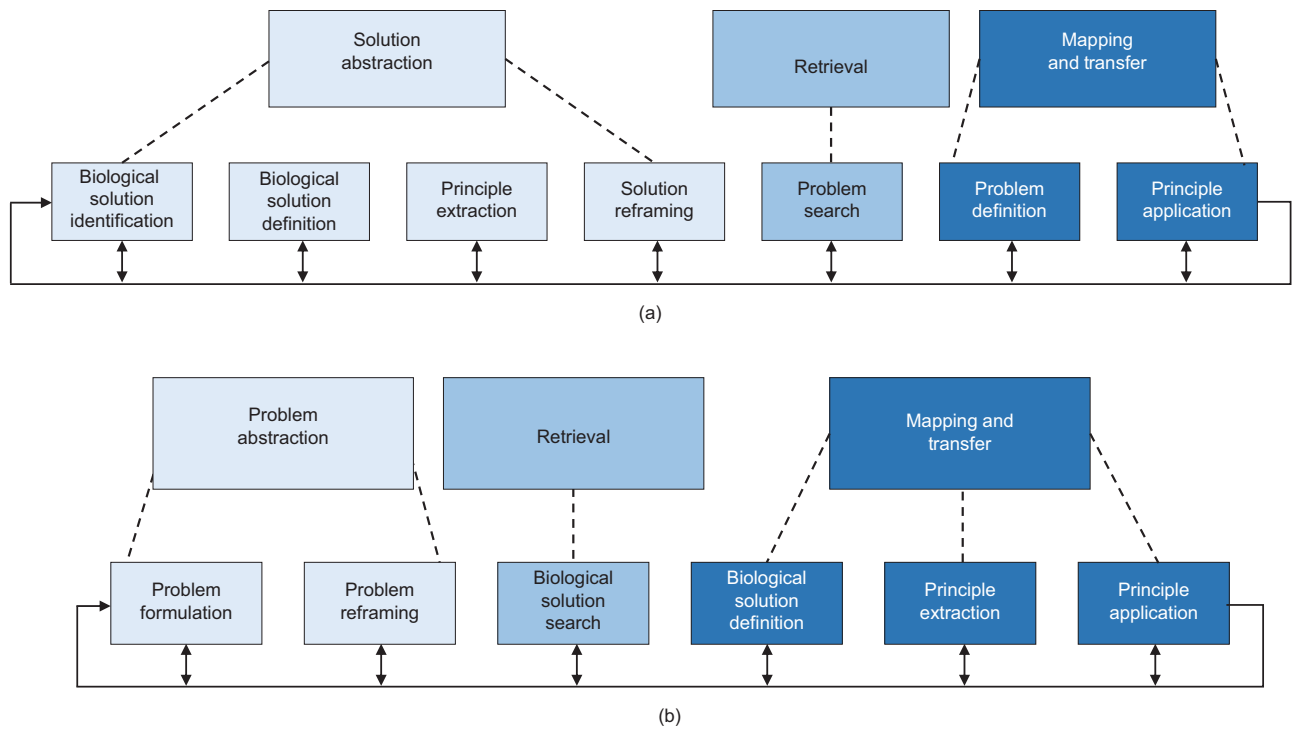 Solution
abstraction
Retrieval
Mapping
and transfer
Biological
solution
identification
Biological
solution
definition
Principle
extraction
Solution
reframing
Problem
search
Problem
definition
Principle
application
(a)
Problem
abstraction
Retrieval
Mapping and
transfer
Problem
formulation
Problem
reframing
Biological
solution
search
Biological
solution
definition
Principle
extraction
Principle
application
(b)